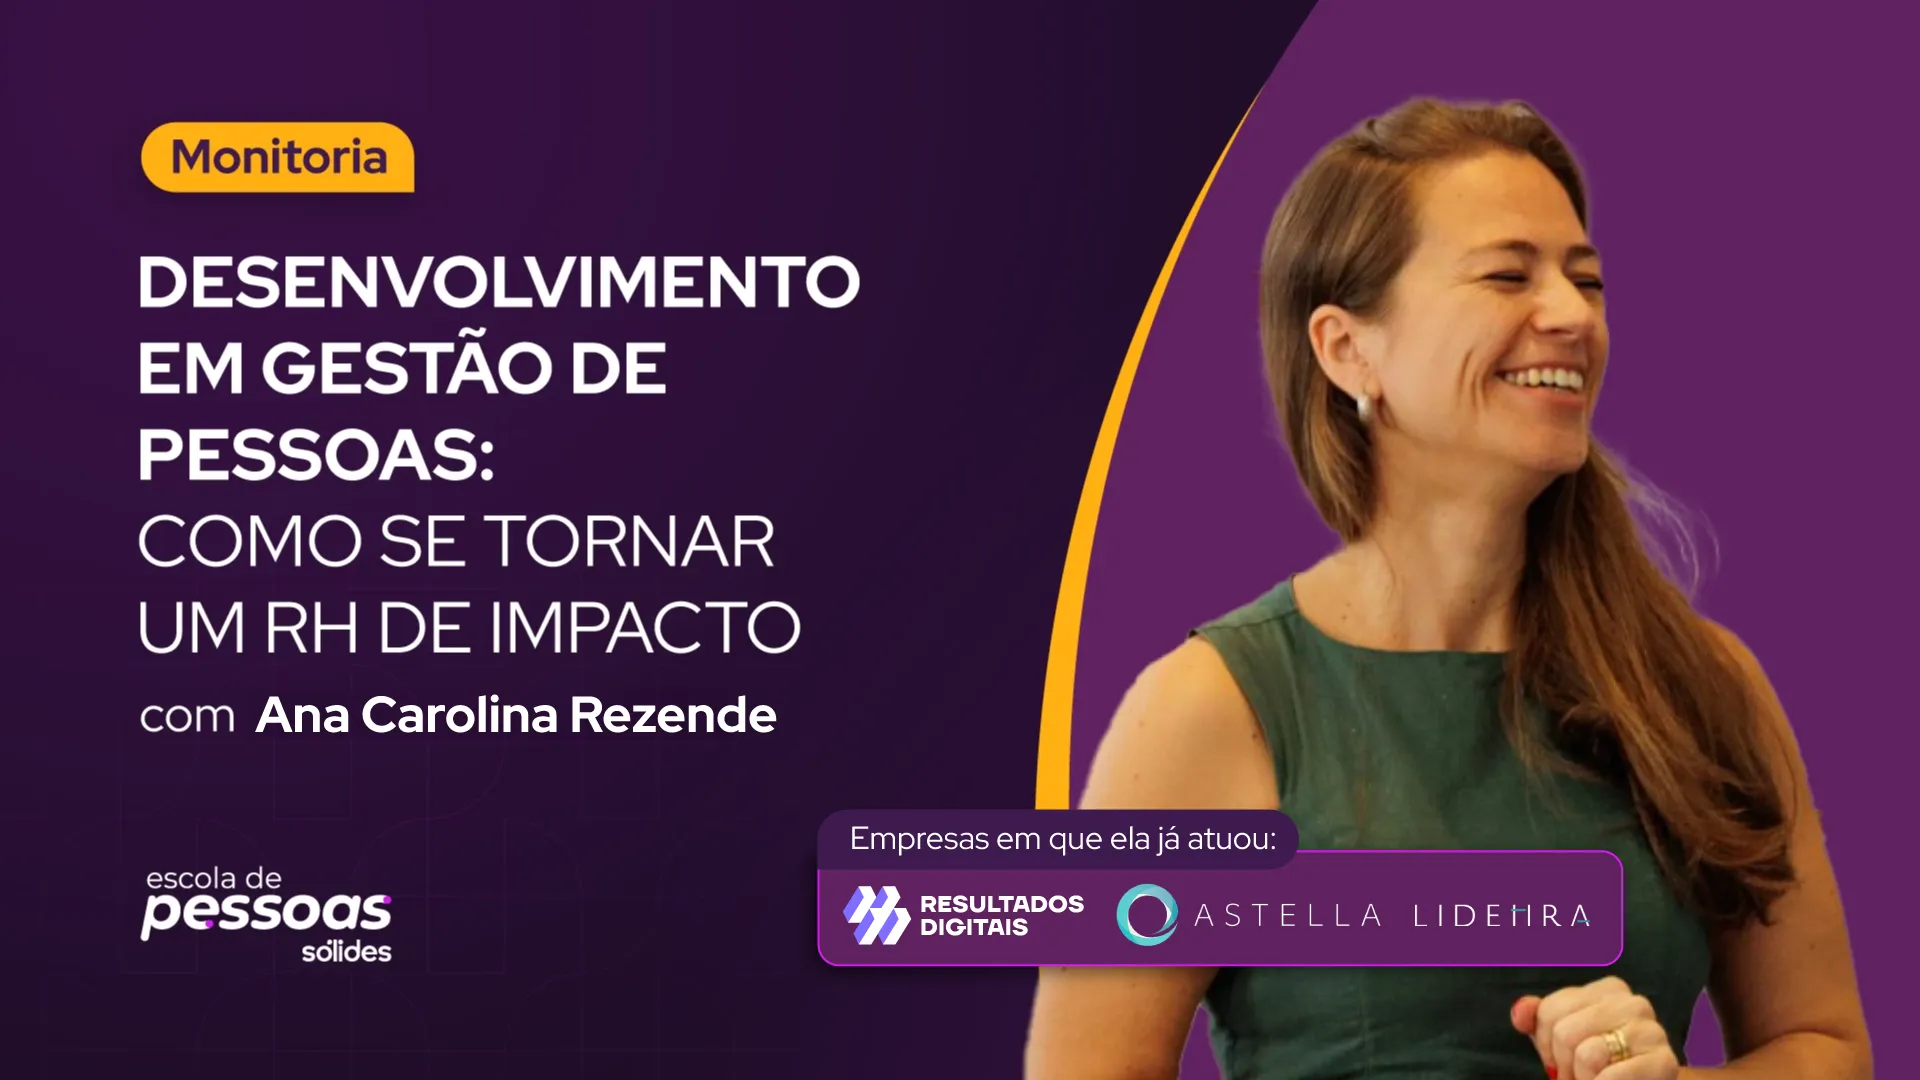 Monitoria
DESENVOLVIMENTO
EM GESTÃO DE
PESSOAS:
COMO SE TORNAR
UM RH DE IMPACTO
com Ana Carolina Rezende
escola de
pessoas
sólides
Empresas em que ela já atuou:
RESULTADOS
DIGITAIS
ASTELLA
LIDEHRA